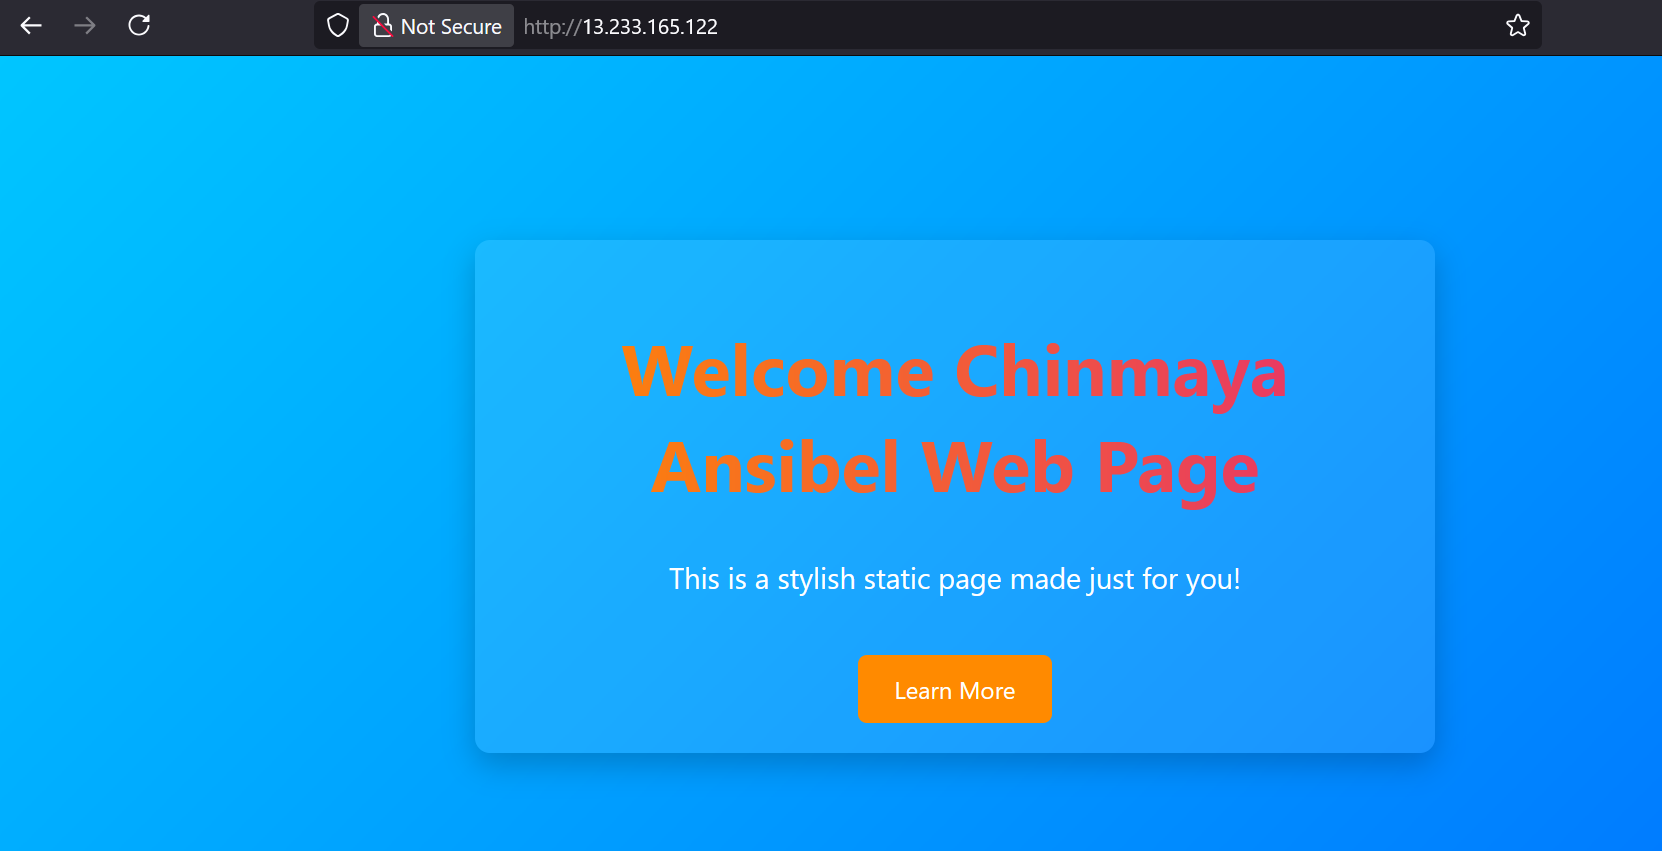 Not Secure http://13.233.165.122
Welcome Chinmaya
Ansibel Web Page
This is a stylish static page made just for you!
Learn More